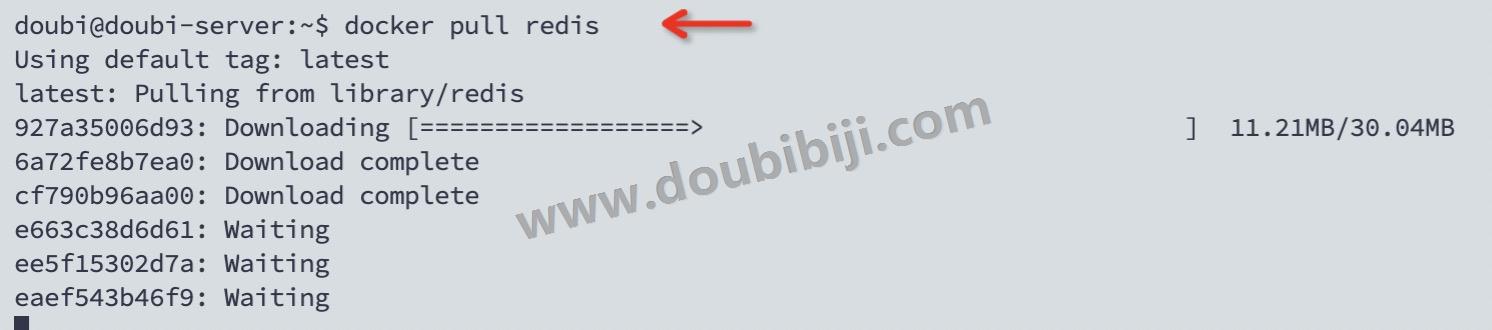 doubi@doubi-server:~$ docker pull redis
Using default tag: latest
latest: Pulling from library/redis
927a35006d93: Downloading [==================>                                ]  11.21MB/30.04MB
6a72fe8b7ea0: Download complete
cf790b96aa00: Download complete
e663c38d6d61: Waiting
ee5f15302d7a: Waiting
eaef543b46f9: Waiting
www.doubibiji.com